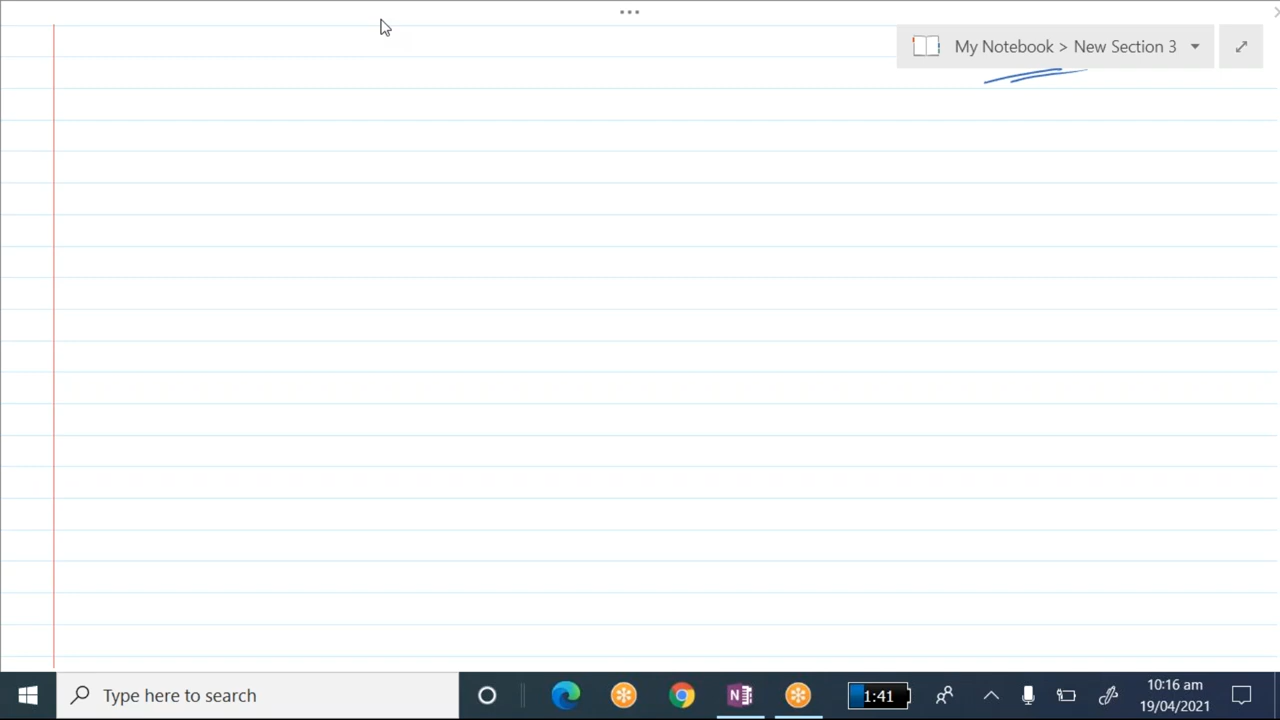 My Notebook > New Section 3
Type here to search
1:41
10:16 am
19/04/2021